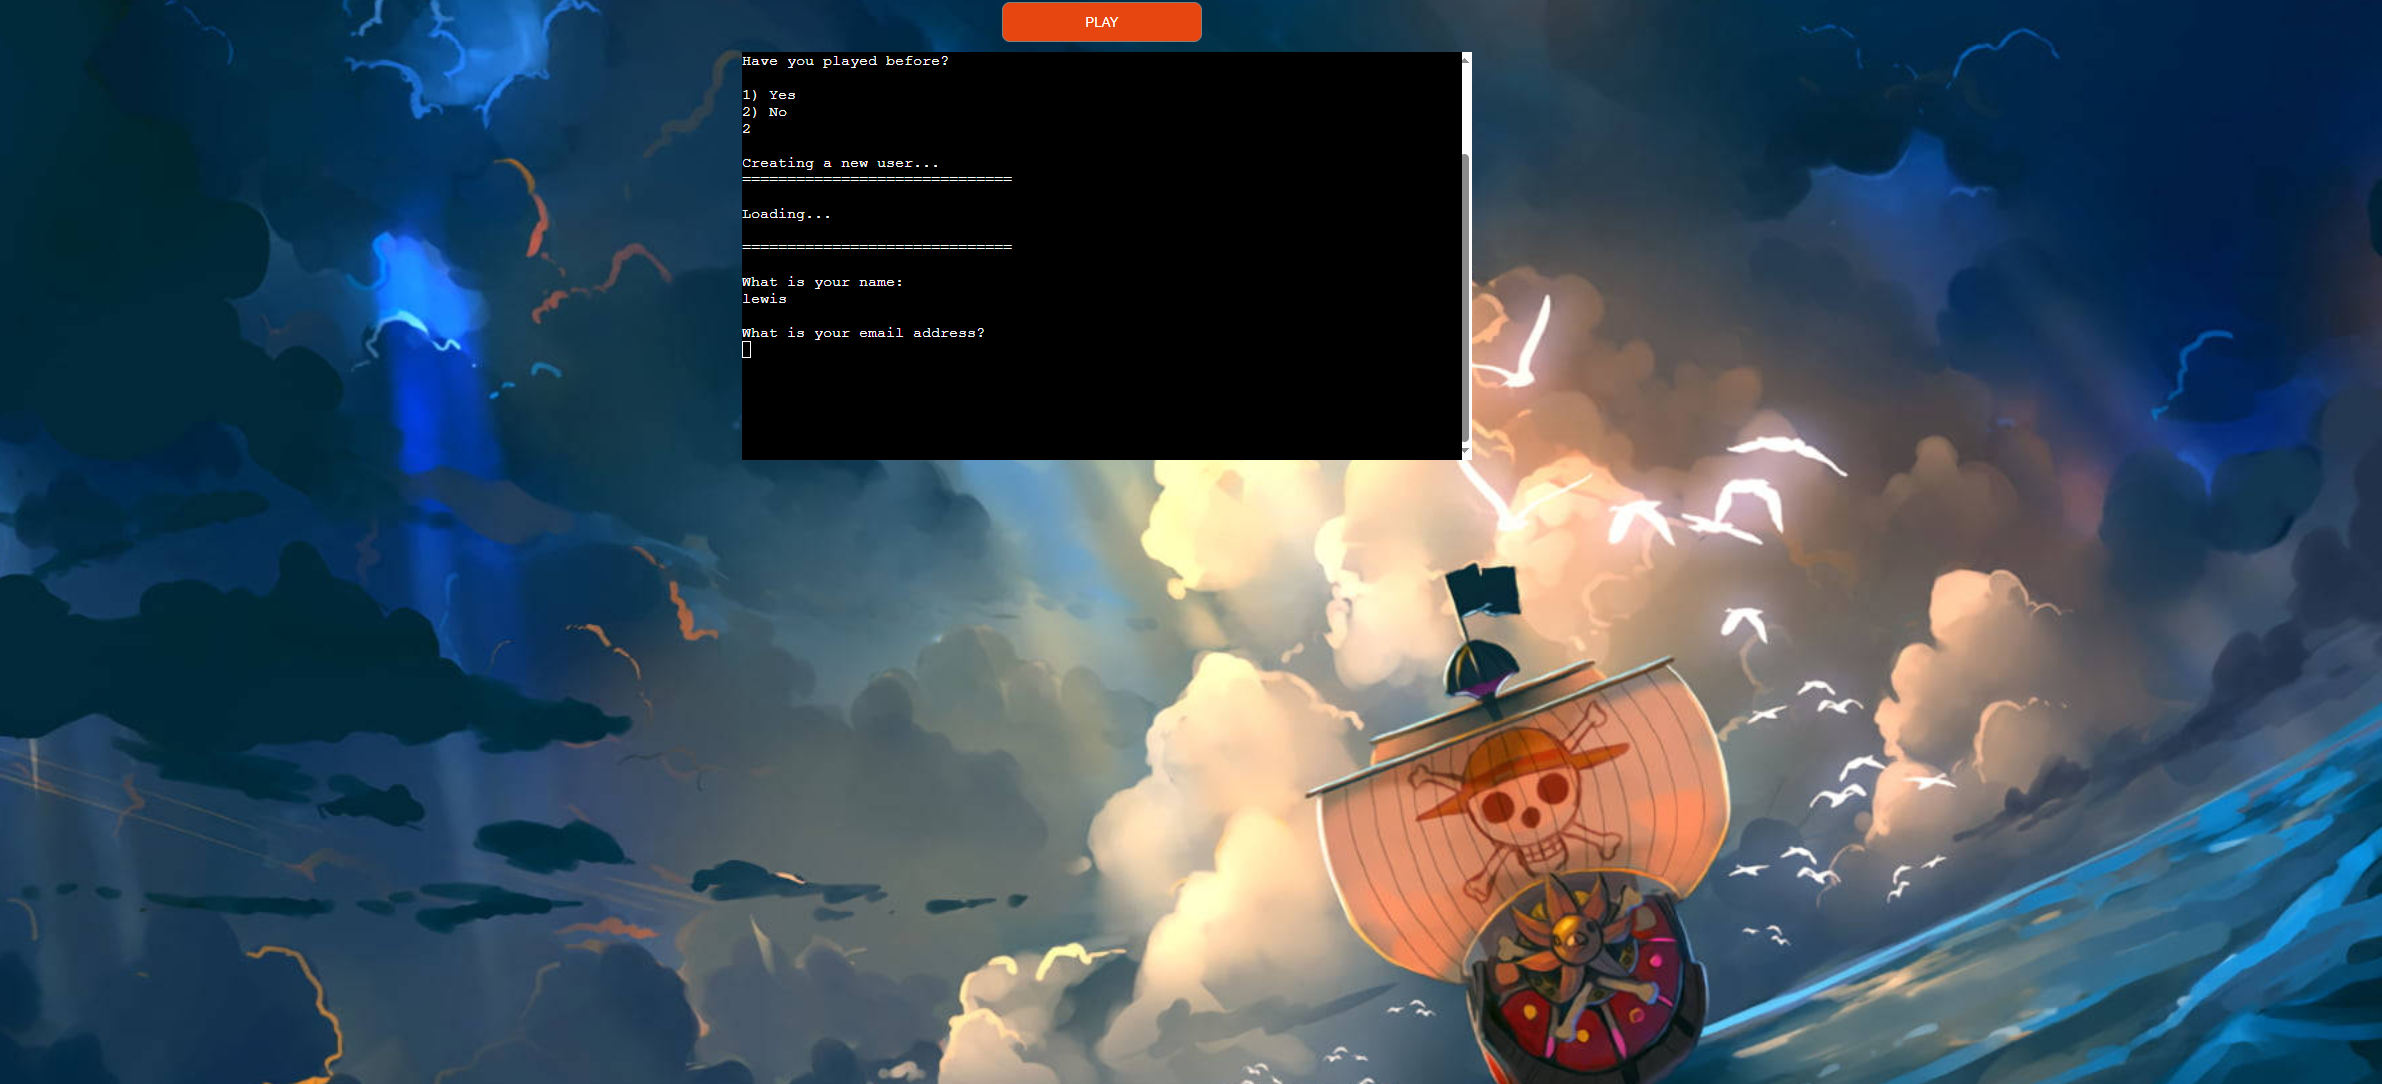 PLAY
Have you played before?
1) Yes
2) No
2
Creating a new user...
==============================
Loading...
==============================
What is your name:
lewis
What is your email address?